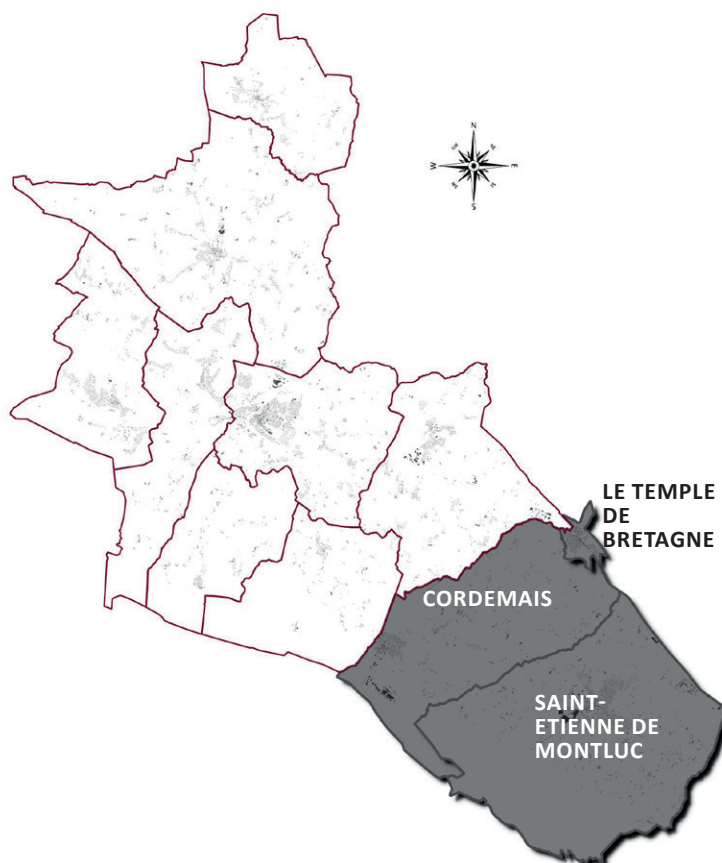 N
W
E
S
LE TEMPLE
DE
BRETAGNE
CORDEMAIS
SAINT-
ETIENNE DE
MONTLUC